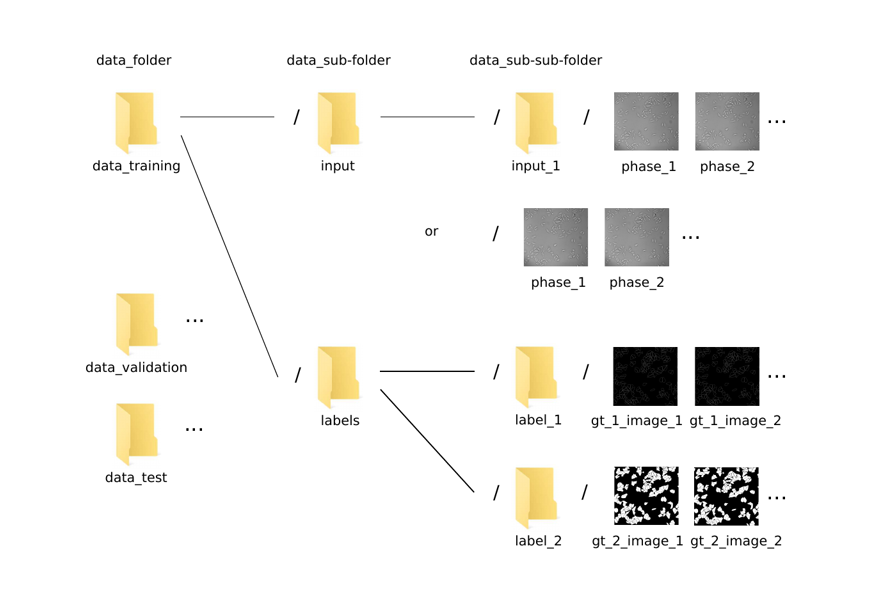 data_folder data_sub-folder data_sub-sub-folder
/ / / ...
data_training input input_1 phase_1 phase_2
or / ...
phase_1 phase_2
...
data_validation
/ / / ...
labels label_1 gt_1_image_1 gt_1_image_2
...
data_test
/ / ...
label_2 gt_2_image_1 gt_2_image_2